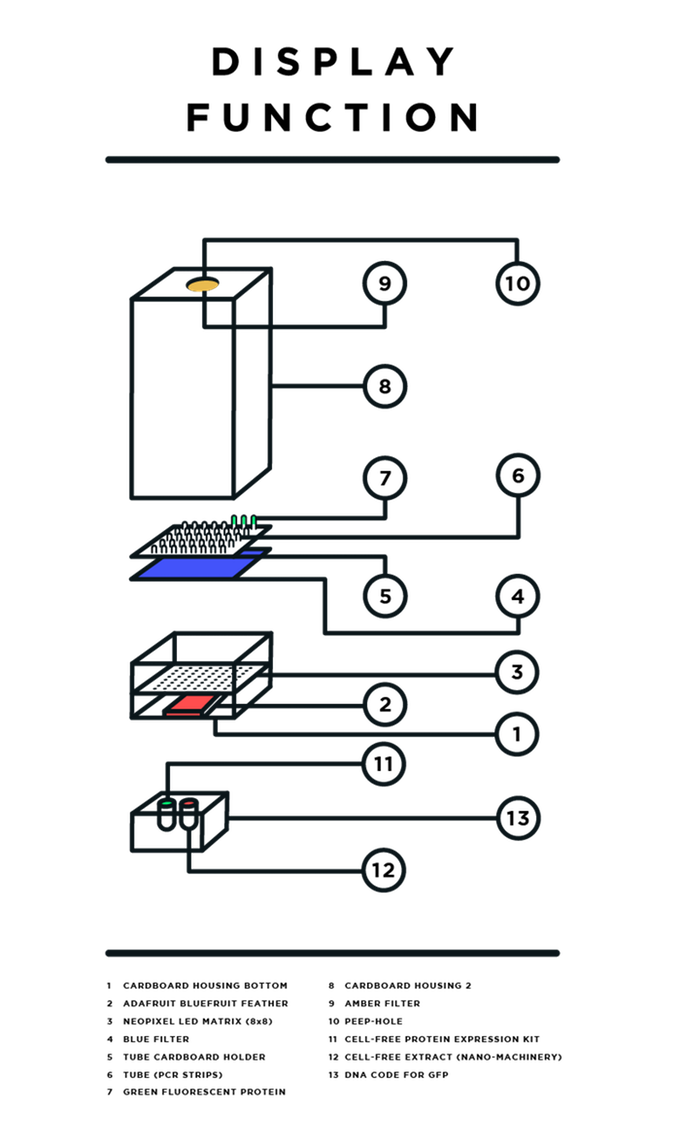 DISPLAY
FUNCTION
10
9
8
7
6
5
4
3
2
1
11
13
12
1 CARDBOARD HOUSING BOTTOM
2 ADAFRUIT BLUEFRUIT FEATHER
3 NEOPIXEL LED MATRIX (8x8)
4 BLUE FILTER
5 TUBE CARDBOARD HOLDER
6 TUBE (PCR STRIPS)
7 GREEN FLUORESCENT PROTEIN
8 CARDBOARD HOUSING 2
9 AMBER FILTER
10 PEEP-HOLE
11 CELL-FREE PROTEIN EXPRESSION KIT
12 CELL-FREE EXTRACT (NANO-MACHINERY)
13 DNA CODE FOR GFP